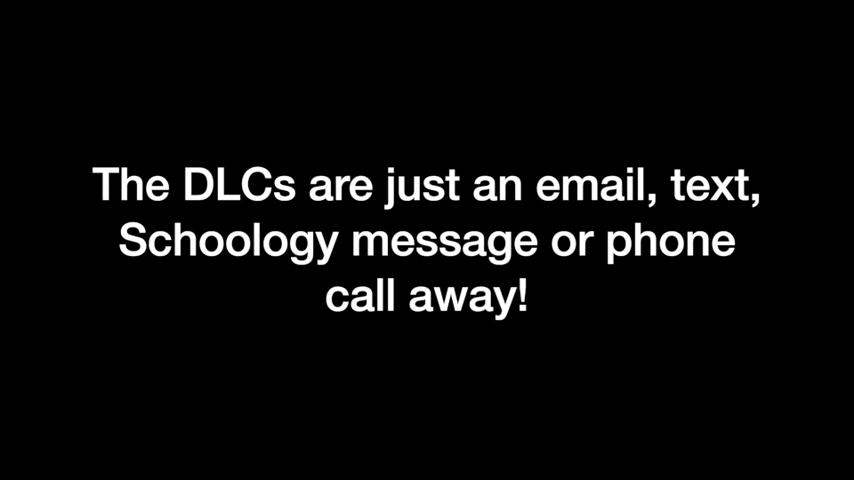 The DLCs are just an email, text,
Schoology message or phone
call away!